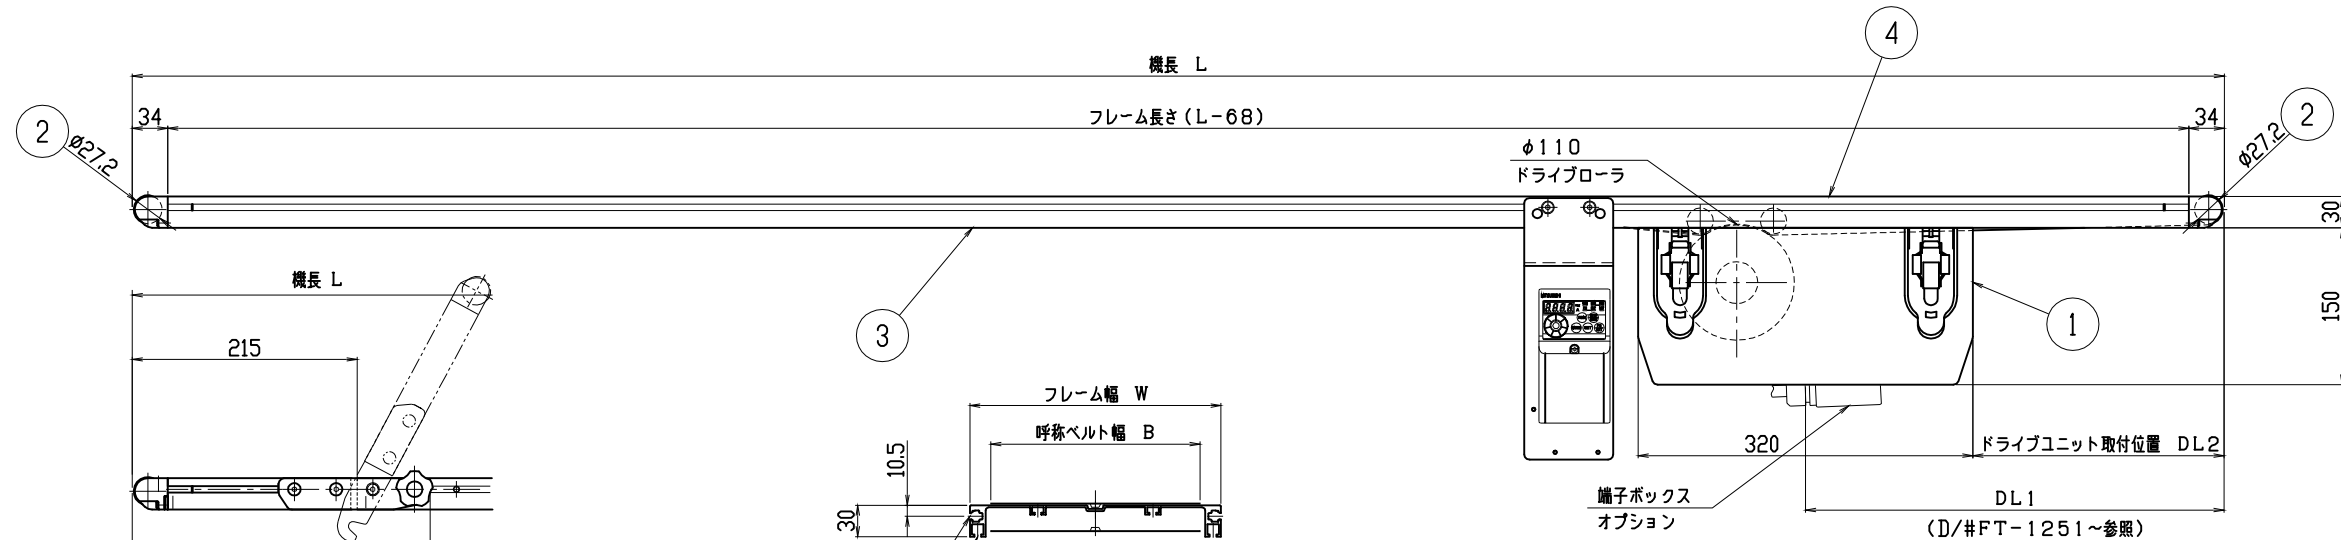 4
機長 L
34
フレーム長さ(L-68)
34
2
φ27.2
φ110
ドライブローラ
φ27.2
2
30
機長 L
3
1
150
215
フレーム幅 W
呼称ベルト幅 B
10.5
30
320
ドライブユニット取付位置 DL2
端子ボックス
オプション
DL1
(D/#FT-1251~参照)